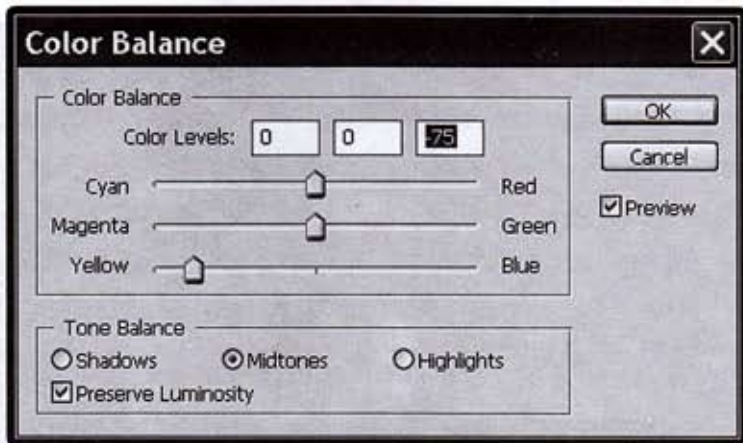 Color Balance
Color Balance
Color Levels: 0 0 -75
Cyan Red
Magenta Green
Yellow Blue
Tone Balance
Shadows Midtones Highlights
Preserve Luminosity
OK
Cancel
Preview